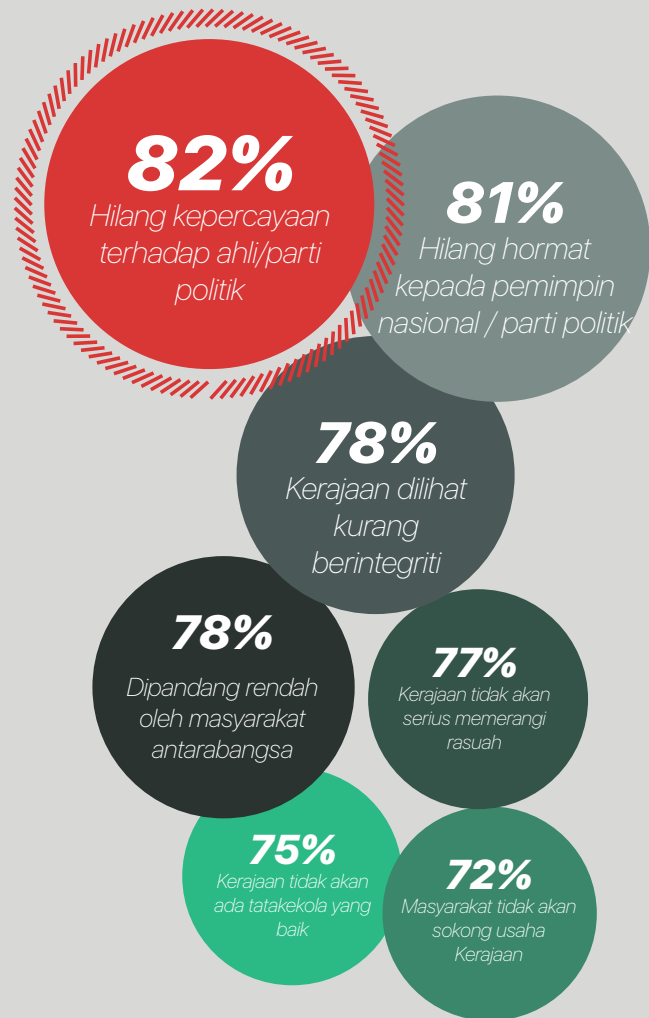 82%
Hilang kepercayaan
terhadap ahli/parti
politik
81%
Hilang hormat
kepada pemimpin
nasional / parti politik
78%
Kerajaan dilihat
kurang
berintegriti
78%
Dipandang rendah
oleh masyarakat
antarabangsa
77%
Kerajaan tidak akan
serius memerangi
rasuah
75%
Kerajaan tidak akan
ada tatakekola yang
baik
72%
Masyarakat tidak akan
sokong usaha
Kerajaan